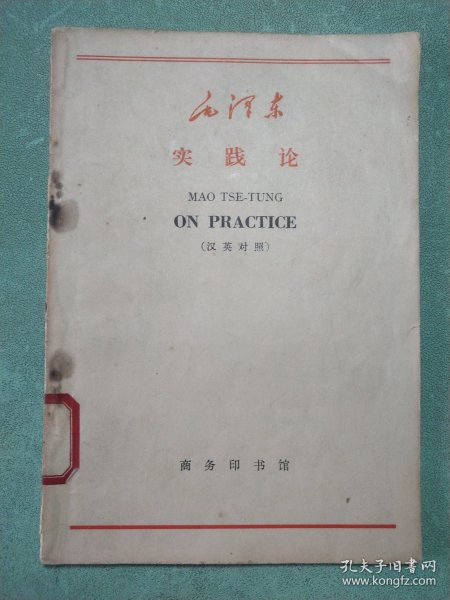 毛泽东
实践论
MAO TSE-TUNG
ON PRACTICE
(汉英对照)
商务印书馆
孔夫子旧书网
www.kongfz.com